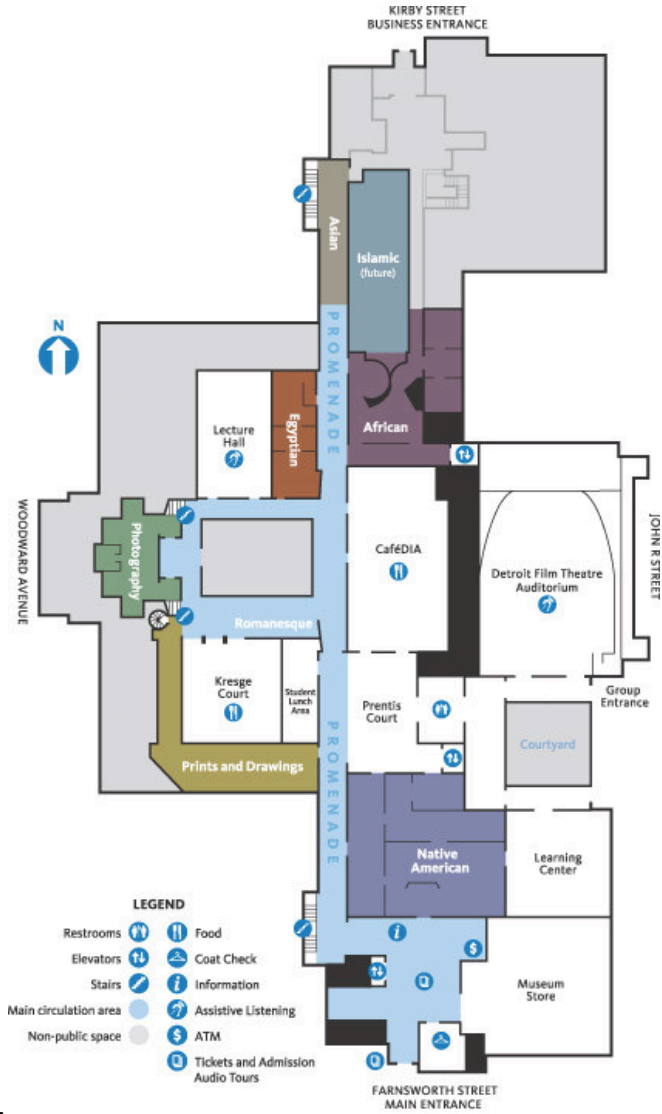 KIRBY STREET
BUSINESS ENTRANCE
Asian
Islamic
(future)
N
PROMENADE
Lecture
Hall
Egyptian
African
WOODWARD AVENUE
Photography
CaféDIA
Detroit Film Theatre
Auditorium
JOHN R STREET
Romanesque
Kresge
Court
Student
Lunch
Area
Prentis
Court
Group
Entrance
Courtyard
PROMENADE
Prints and Drawings
Native
American
Learning
Center
LEGEND
Restrooms
Food
Elevators
Coat Check
Stairs
i
Information
Main circulation area
Assistive Listening
Non-public space
$
ATM
Tickets and Admission
Audio Tours
i
$
Museum
Store
FARNSWORTH STREET
MAIN ENTRANCE